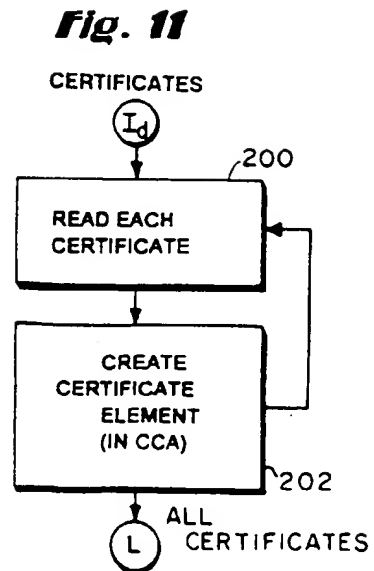 Fig. 11
CERTIFICATES
Id
200
READ EACH
CERTIFICATE
CREATE
CERTIFICATE
ELEMENT
(IN CCA)
202
L
ALL
CERTIFICATES